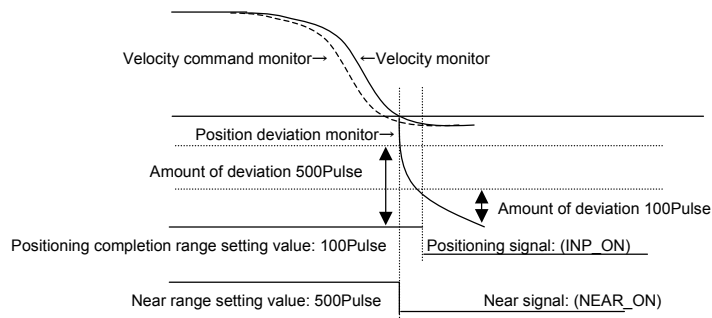 Velocity command monitor→ ←Velocity monitor
Position deviation monitor→
Amount of deviation 500Pulse
Amount of deviation 100Pulse
Positioning completion range setting value: 100Pulse Positioning signal: (INP_ON)
Near range setting value: 500Pulse Near signal: (NEAR_ON)